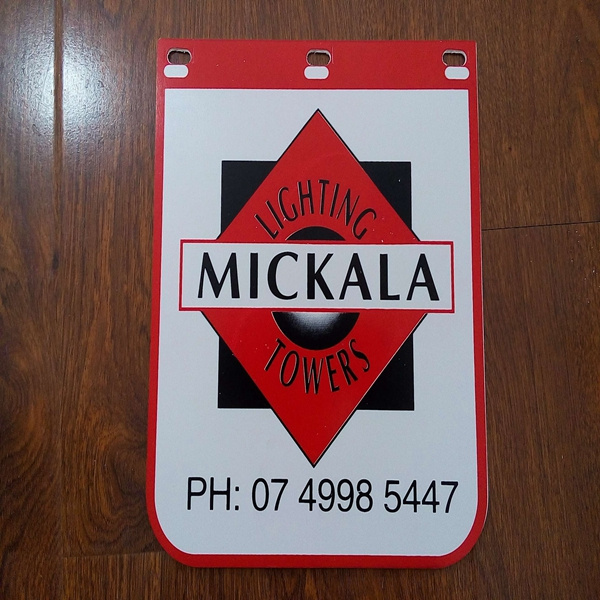 LIGHTING
MICKALA
TOWERS
PH: 07 4998 5447